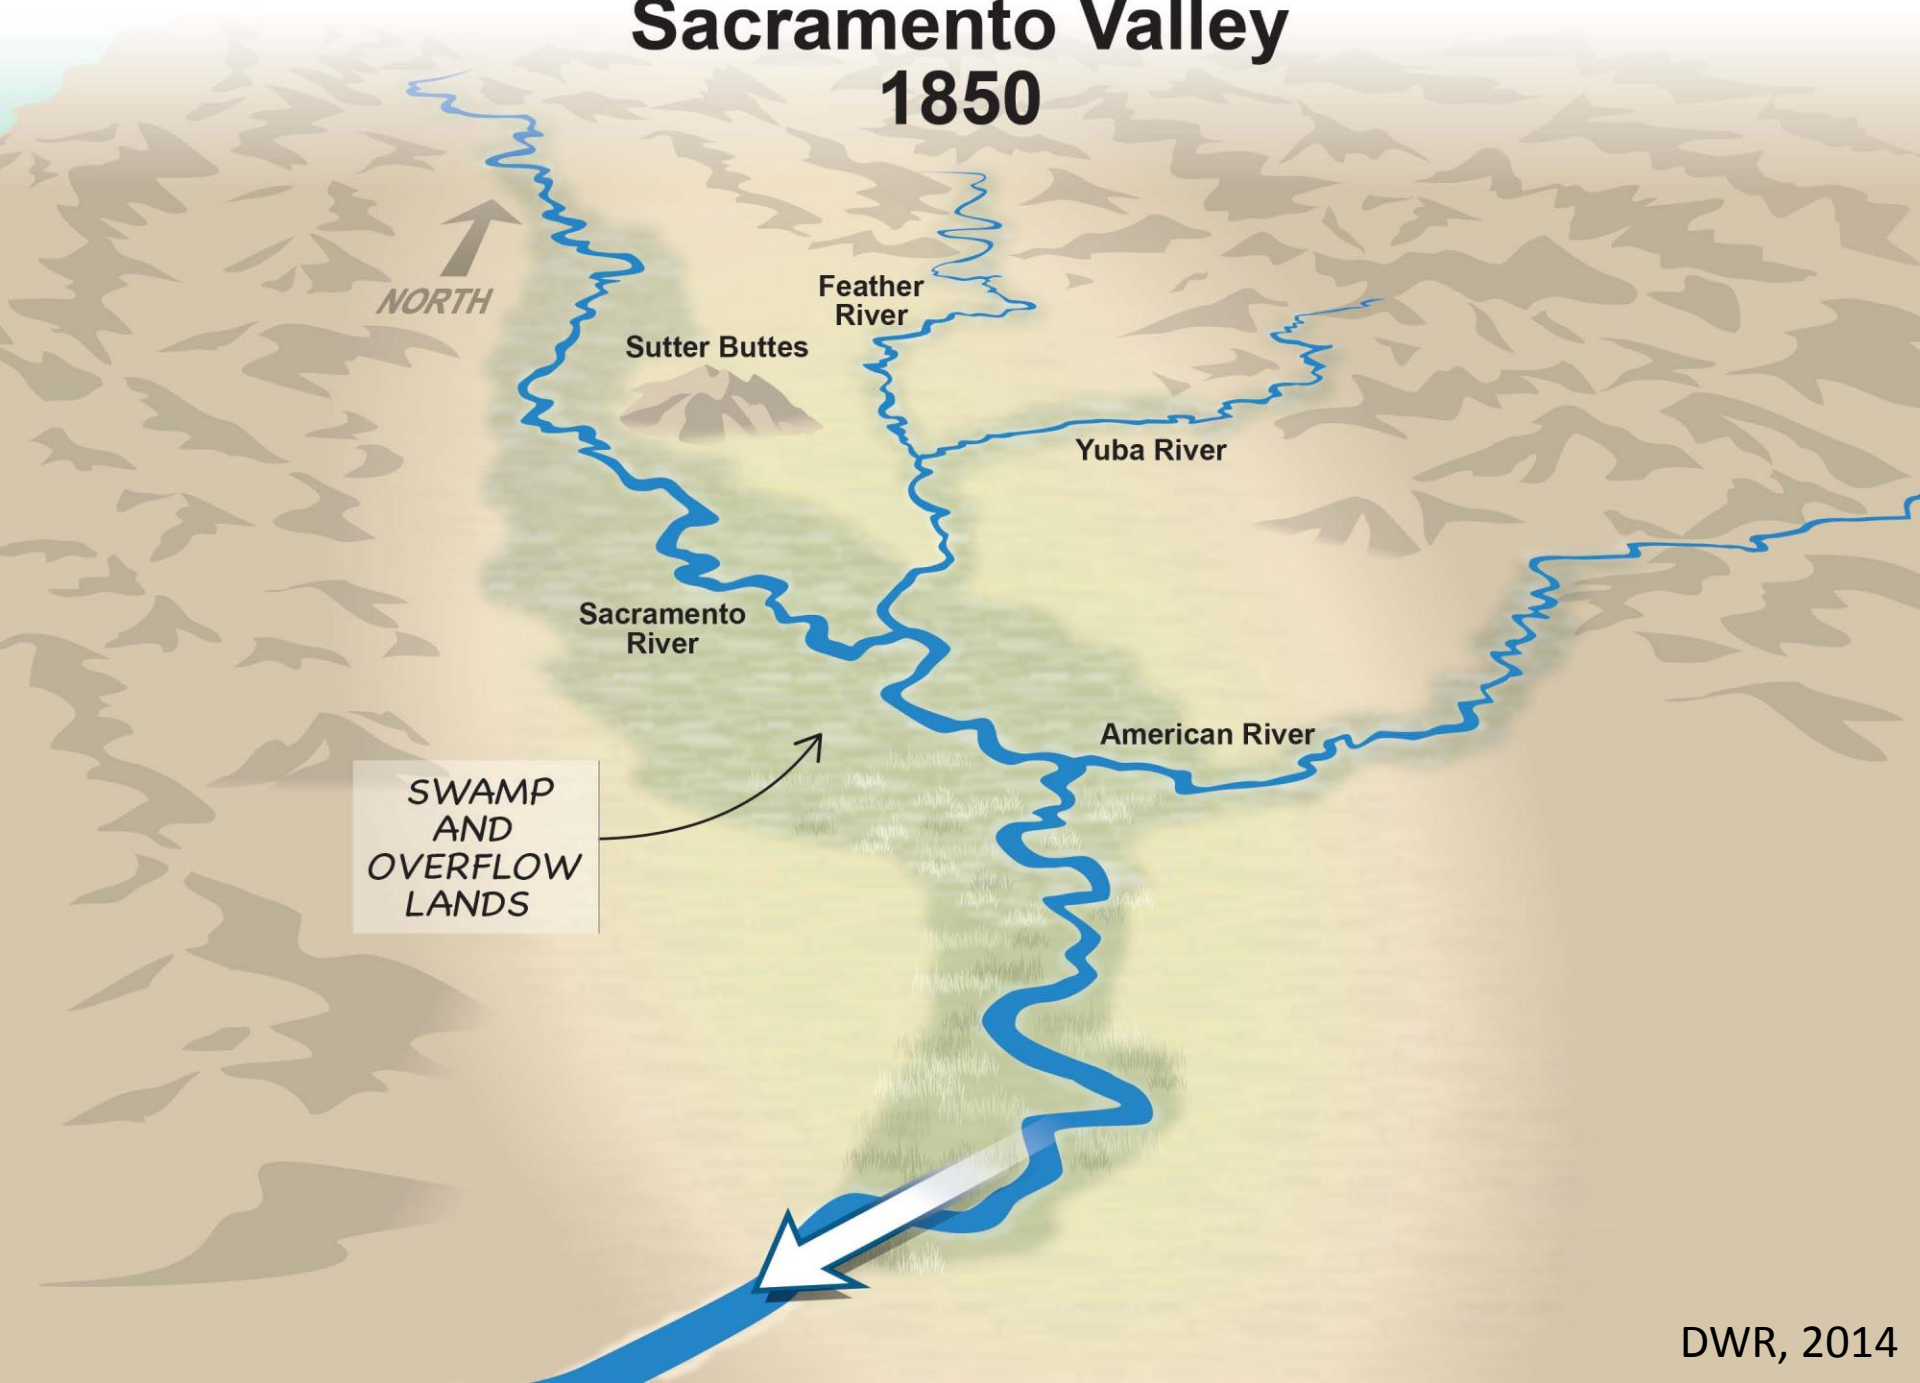 Sacramento Valley
1850
NORTH
Feather
River
Sutter Buttes
Yuba River
Sacramento
River
American River
SWAMP
AND
OVERFLOW
LANDS
DWR, 2014